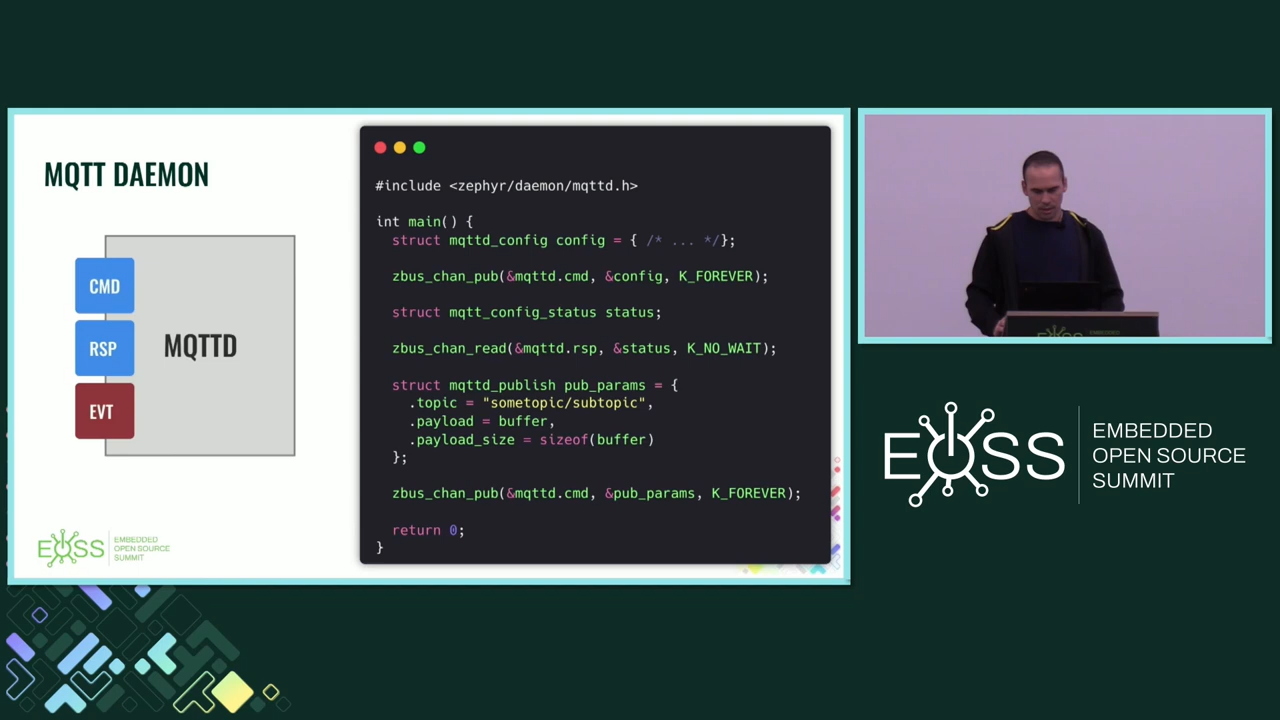 MQTT DAEMON
CMD
RSP
EVT
MQTTD
#include <zephyr/daemon/mqttd.h>
int main() {
  struct mqttd_config config = { /* ... */};
  zbus_chan_pub(&mqttd.cmd, &config, K_FOREVER);
  struct mqtt_config_status status;
  zbus_chan_read(&mqttd.rsp, &status, K_NO_WAIT);
  struct mqttd_publish pub_params = {
    .topic = "sometopic/subtopic",
    .payload = buffer,
    .payload_size = sizeof(buffer)
  };
  zbus_chan_pub(&mqttd.cmd, &pub_params, K_FOREVER);
  return 0;
}
EOSS
EMBEDDED
OPEN SOURCE
SUMMIT
EOSS
EMBEDDED
OPEN SOURCE
SUMMIT